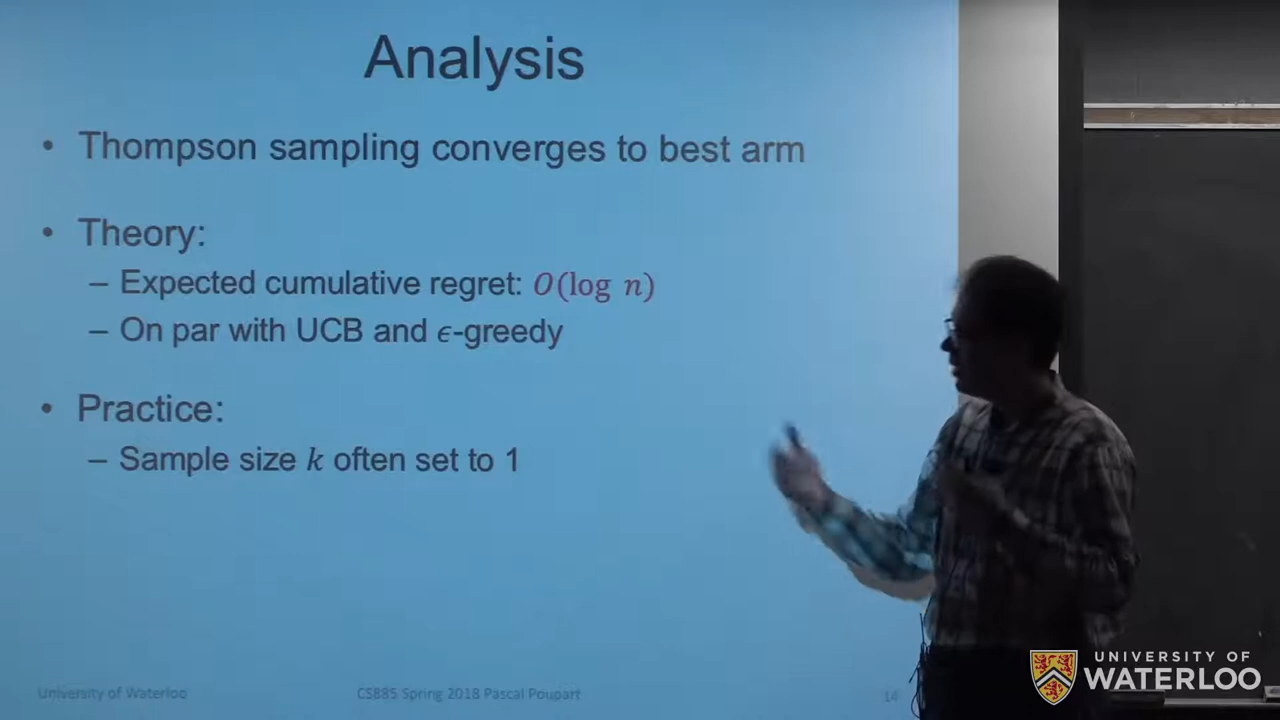 Analysis
• Thompson sampling converges to best arm
• Theory:
– Expected cumulative regret: O(log n)
– On par with UCB and ϵ-greedy
• Practice:
– Sample size k often set to 1
University of Waterloo
CS885 Spring 2018 Pascal Poupart
14
UNIVERSITY OF
WATERLOO